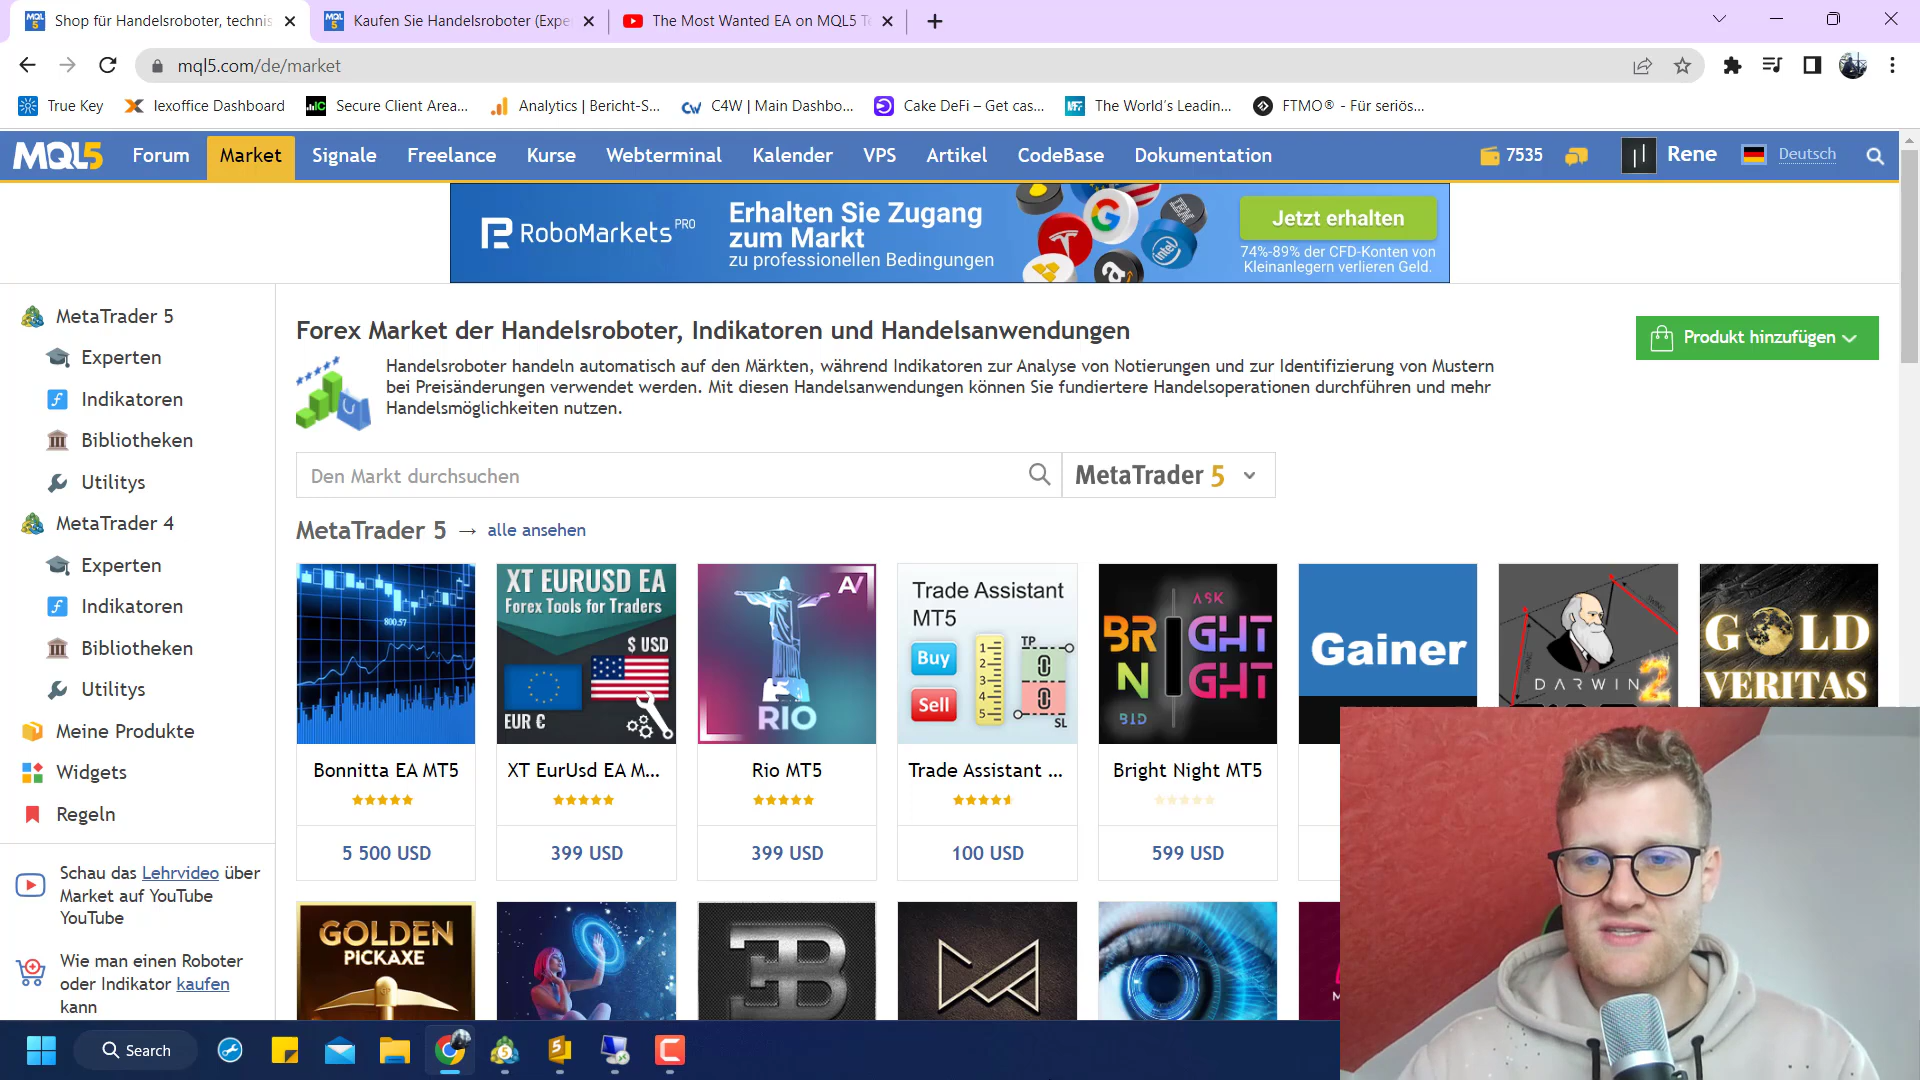 Shop für Handelsroboter, technis
Kaufen Sie Handelsroboter (Expe
The Most Wanted EA on MQL5 Te
mql5.com/de/market
True Key
lexoffice Dashboard
Secure Client Area...
Analytics | Bericht-S...
C4W | Main Dashbo...
Cake DeFi – Get cas...
The World's Leadin...
FTMO® - Für seriös...
MQL5
Forum
Market
Signale
Freelance
Kurse
Webterminal
Kalender
VPS
Artikel
CodeBase
Dokumentation
7535
Rene
Deutsch
RoboMarkets PRO
Erhalten Sie Zugang
zum Markt
zu professionellen Bedingungen
IBM
intel
Jetzt erhalten
74%-89% der CFD-Konten von
Kleinanlegern verlieren Geld.
MetaTrader 5
Experten
Indikatoren
Bibliotheken
Utilitys
MetaTrader 4
Experten
Indikatoren
Bibliotheken
Utilitys
Meine Produkte
Widgets
Regeln
Schau das Lehrvideo über
Market auf YouTube
YouTube
Wie man einen Roboter
oder Indikator kaufen
kann
Forex Market der Handelsroboter, Indikatoren und Handelsanwendungen
Handelsroboter handeln automatisch auf den Märkten, während Indikatoren zur Analyse von Notierungen und zur Identifizierung von Mustern
bei Preisänderungen verwendet werden. Mit diesen Handelsanwendungen können Sie fundiertere Handelsoperationen durchführen und mehr
Handelsmöglichkeiten nutzen.
Produkt hinzufügen
Den Markt durchsuchen
MetaTrader 5
MetaTrader 5 → alle ansehen
800.57
XT EURUSD EA
Forex Tools for Traders
$ USD
EUR €
RIO
Trade Assistant
MT5
Buy
Sell
TP
SL
1
2
3
4
5
ASK
BR GHT
N GHT
BID
Gainer
DARWIN 2
GOLD
VERITAS
Bonnitta EA MT5
XT EurUsd EA M...
Rio MT5
Trade Assistant ...
Bright Night MT5
5 500 USD
399 USD
399 USD
100 USD
599 USD
GOLDEN
PICKAXE
Search